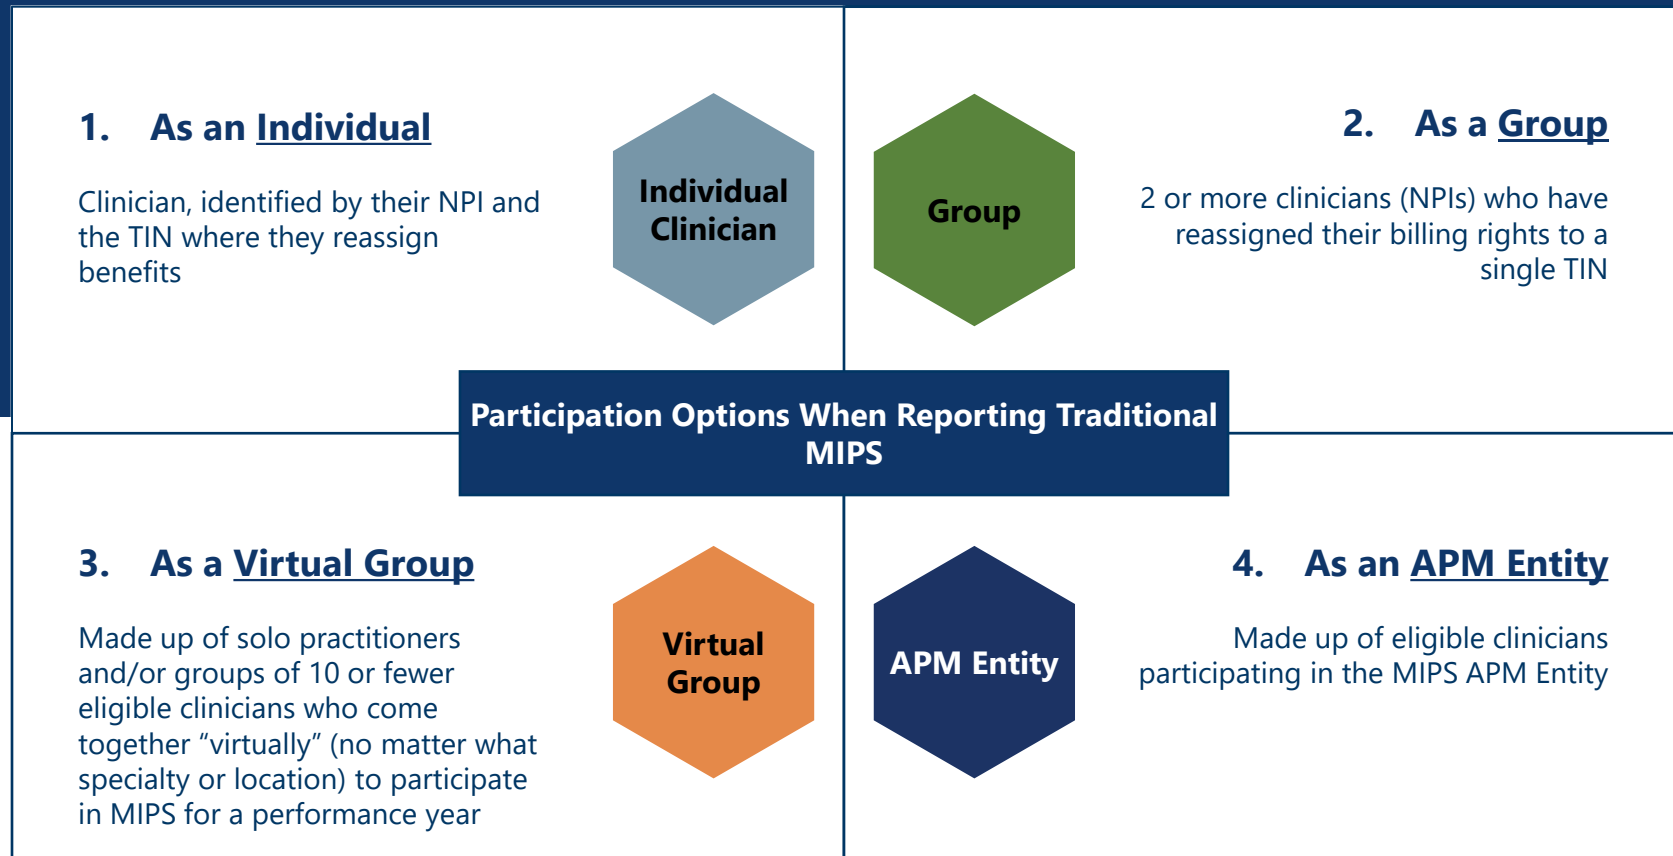 1. As an Individual
Clinician, identified by their NPI and
the TIN where they reassign
benefits
Individual
Clinician
Group
2. As a Group
2 or more clinicians (NPIs) who have
reassigned their billing rights to a
single TIN
Participation Options When Reporting Traditional
MIPS
3. As a Virtual Group
Made up of solo practitioners
and/or groups of 10 or fewer
eligible clinicians who come
together “virtually” (no matter what
specialty or location) to participate
in MIPS for a performance year
Virtual
Group
APM Entity
4. As an APM Entity
Made up of eligible clinicians
participating in the MIPS APM Entity